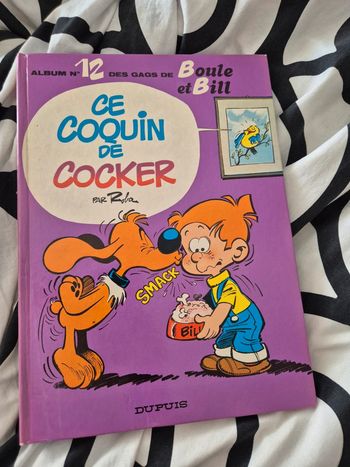 ALBUM N° 12 DES GAGS DE Boule
et Bill
CE
COQUIN
DE
COCKER
PAR Roba
SMACK
BILL
DUPUIS